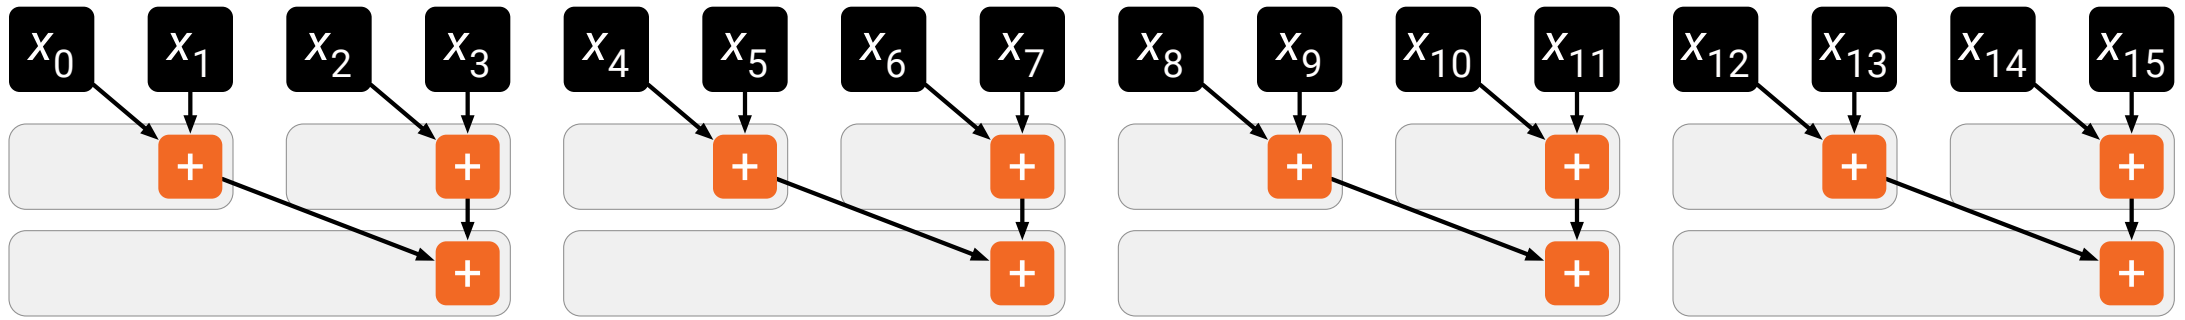 x₀ x₁ x₂ x₃ x₄ x₅ x₆ x₇ x₈ x₉ x₁₀ x₁₁ x₁₂ x₁₃ x₁₄ x₁₅
+ + + + + + + +
+ + + +